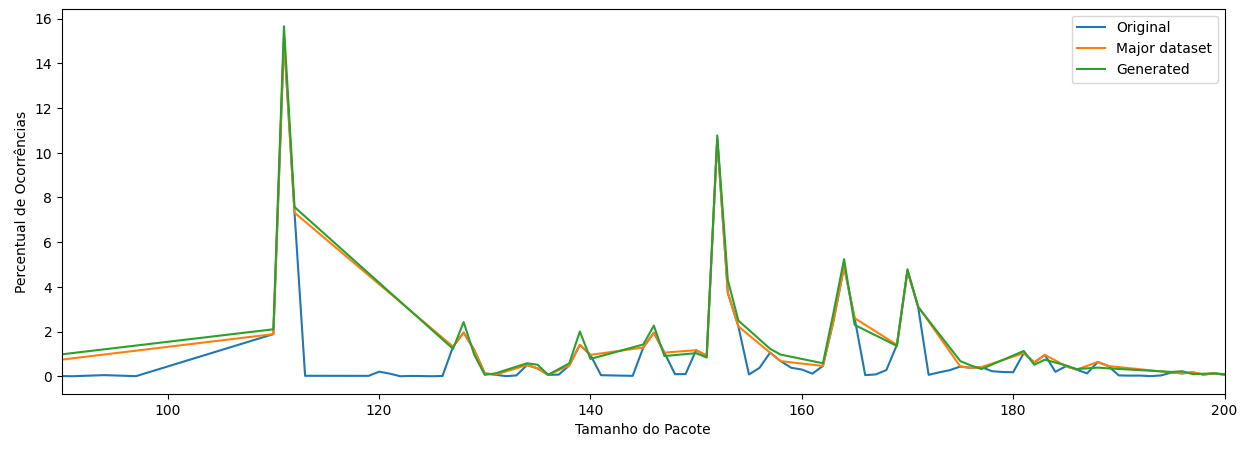 Original
Major dataset
Generated
Percentual de Ocorrências
16
14
12
10
8
6
4
2
0
100 120 140 160 180 200
Tamanho do Pacote